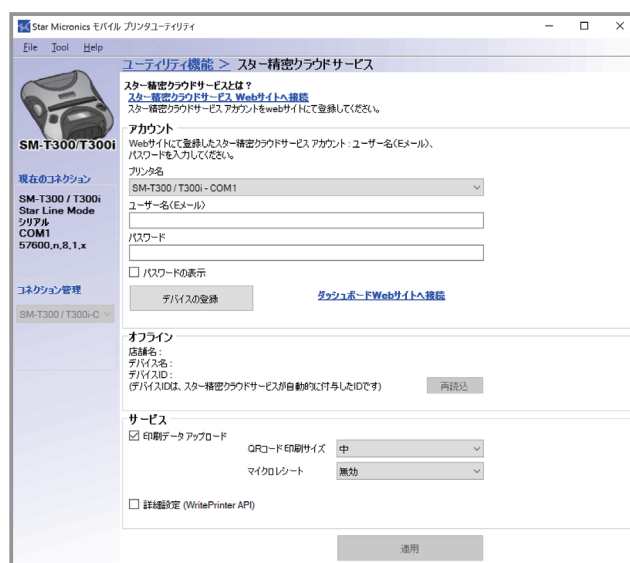 Star Micronics モバイル プリンタユーティリティ
File Tool Help
ユーティリティ機能 > スター精密クラウドサービス
SM-T300/T300i
現在のコネクション
SM-T300 / T300i
Star Line Mode
シリアル
COM1
57600,n,8,1,x
コネクション管理
SM-T300 / T300i-C
スター精密クラウドサービスとは?
スター精密クラウドサービス Webサイトへ接続
スター精密クラウドサービス アカウントをwebサイトにて登録してください。
アカウント
Webサイトにて登録したスター精密クラウドサービス アカウント : ユーザー名(Eメール)、
パスワードを入力してください。
プリンタ名
SM-T300 / T300i - COM1
ユーザー名(Eメール)
パスワード
パスワードの表示
デバイスの登録 ダッシュボードWebサイトへ接続
オフライン
店舗名 :
デバイス名 :
デバイスID :
(デバイスIDは、スター精密クラウドサービスが自動的に付与したIDです) 再読込
サービス
印刷データ アップロード
QRコード 印刷サイズ 中
マイクロレシート 無効
詳細設定 (WritePrinter API)
適用